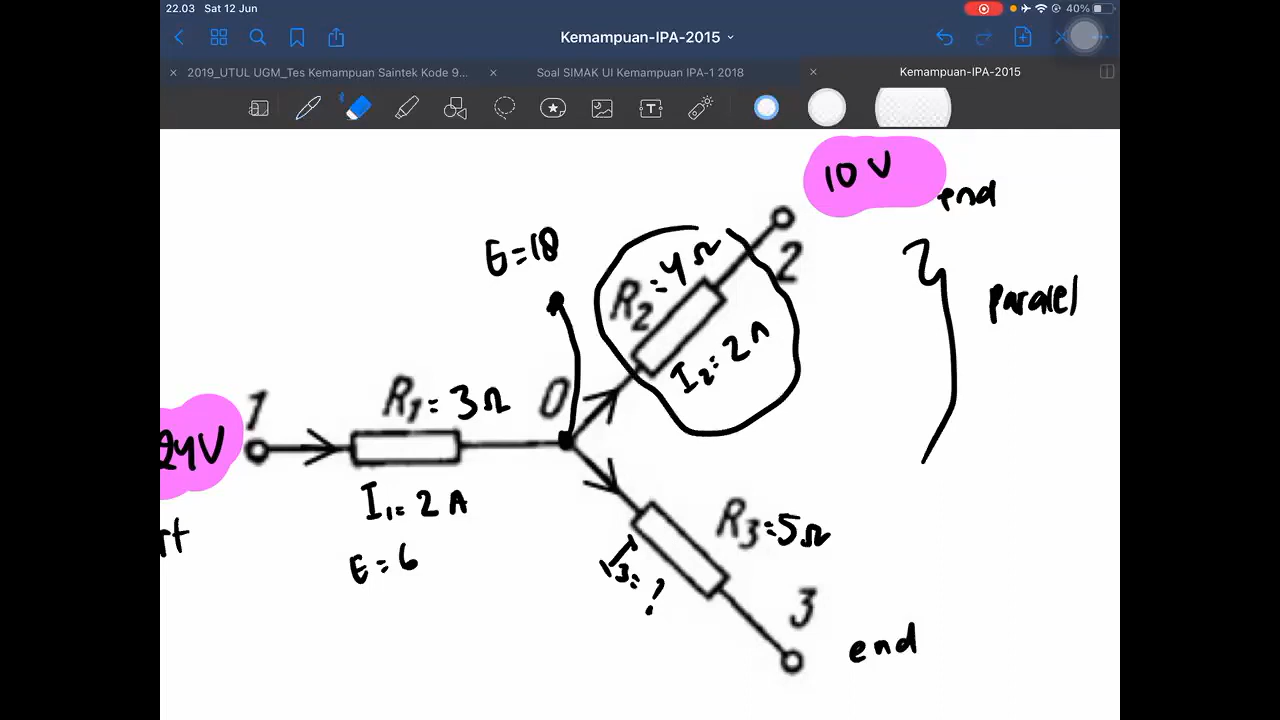 22.03 Sat 12 Jun
40%
Kemampuan-IPA-2015
2019_UTUL UGM_Tes Kemampuan Saintek Kode 9...
Soal SIMAK UI Kemampuan IPA-1 2018
Kemampuan-IPA-2015
T
10 V
end
E=18
2
R2=4Ω
I2=2A
paralel
1
R1=3Ω
0
24V
I1=2A
R3=5Ω
rt
E=6
I3=?
3
end